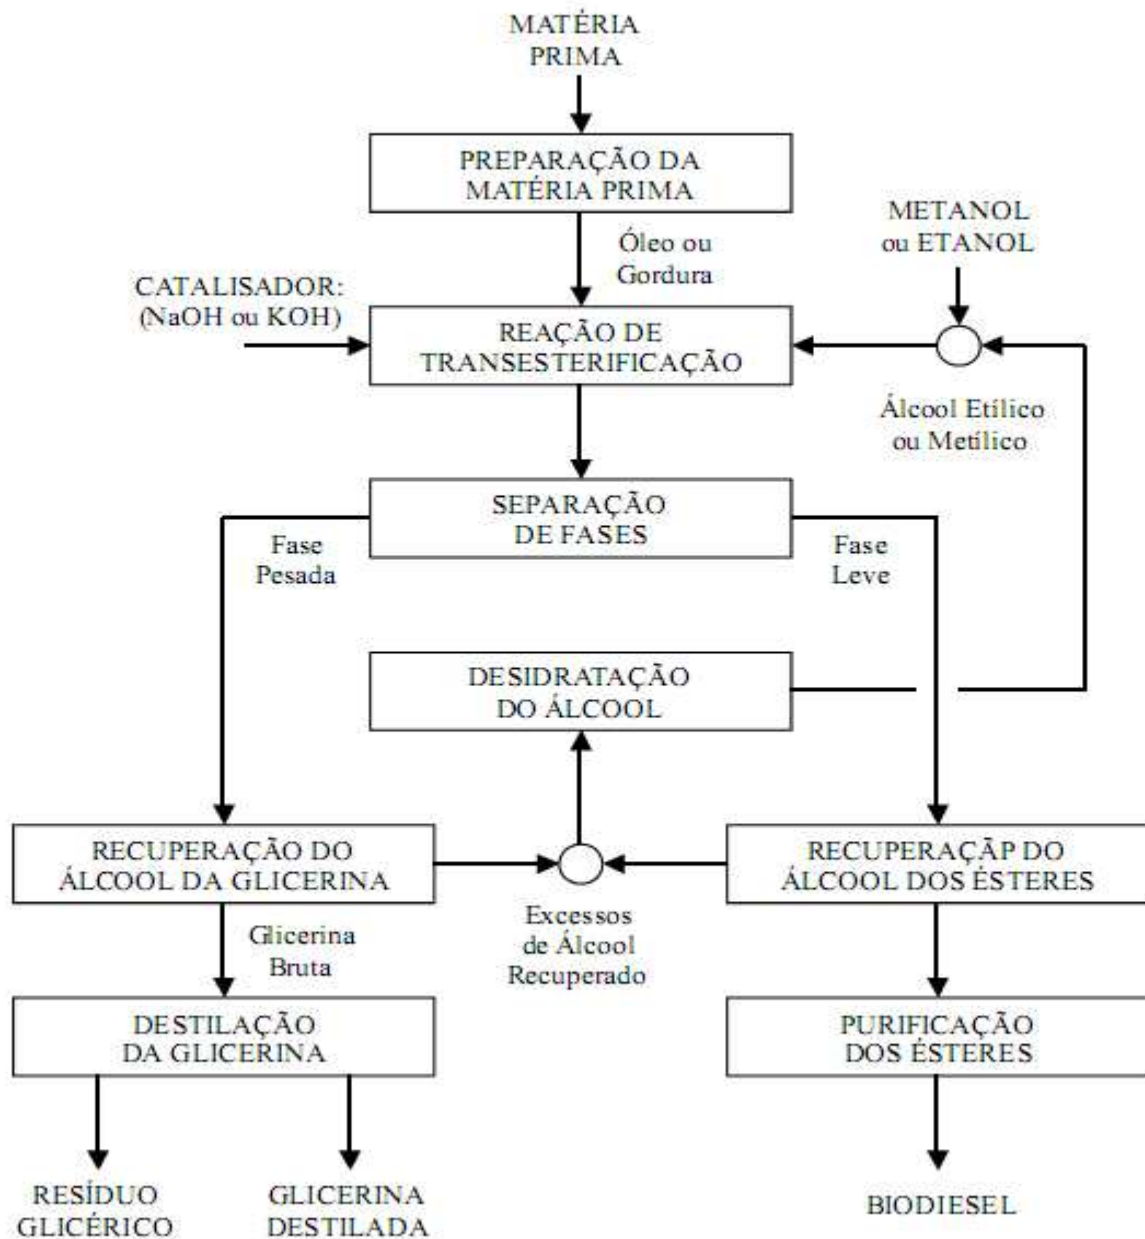 MATÉRIA
PRIMA
PREPARAÇÃO DA
MATÉRIA PRIMA
METANOL
ou ETANOL
Óleo ou
Gordura
CATALISADOR:
(NaOH ou KOH)
REAÇÃO DE
TRANSESTERIFICAÇÃO
Álcool Etílico
ou Metílico
SEPARAÇÃO
DE FASES
Fase
Pesada
Fase
Leve
DESIDRATAÇÃO
DO ÁLCOOL
RECUPERAÇÃO DO
ÁLCOOL DA GLICERINA
RECUPERAÇÃP DO
ÁLCOOL DOS ÉSTERES
Excessos
de Álcool
Recuperado
Glicerina
Bruta
DESTILAÇÃO
DA GLICERINA
PURIFICAÇÃO
DOS ÉSTERES
RESÍDUO
GLICÉRICO
GLICERINA
DESTILADA
BIODIESEL